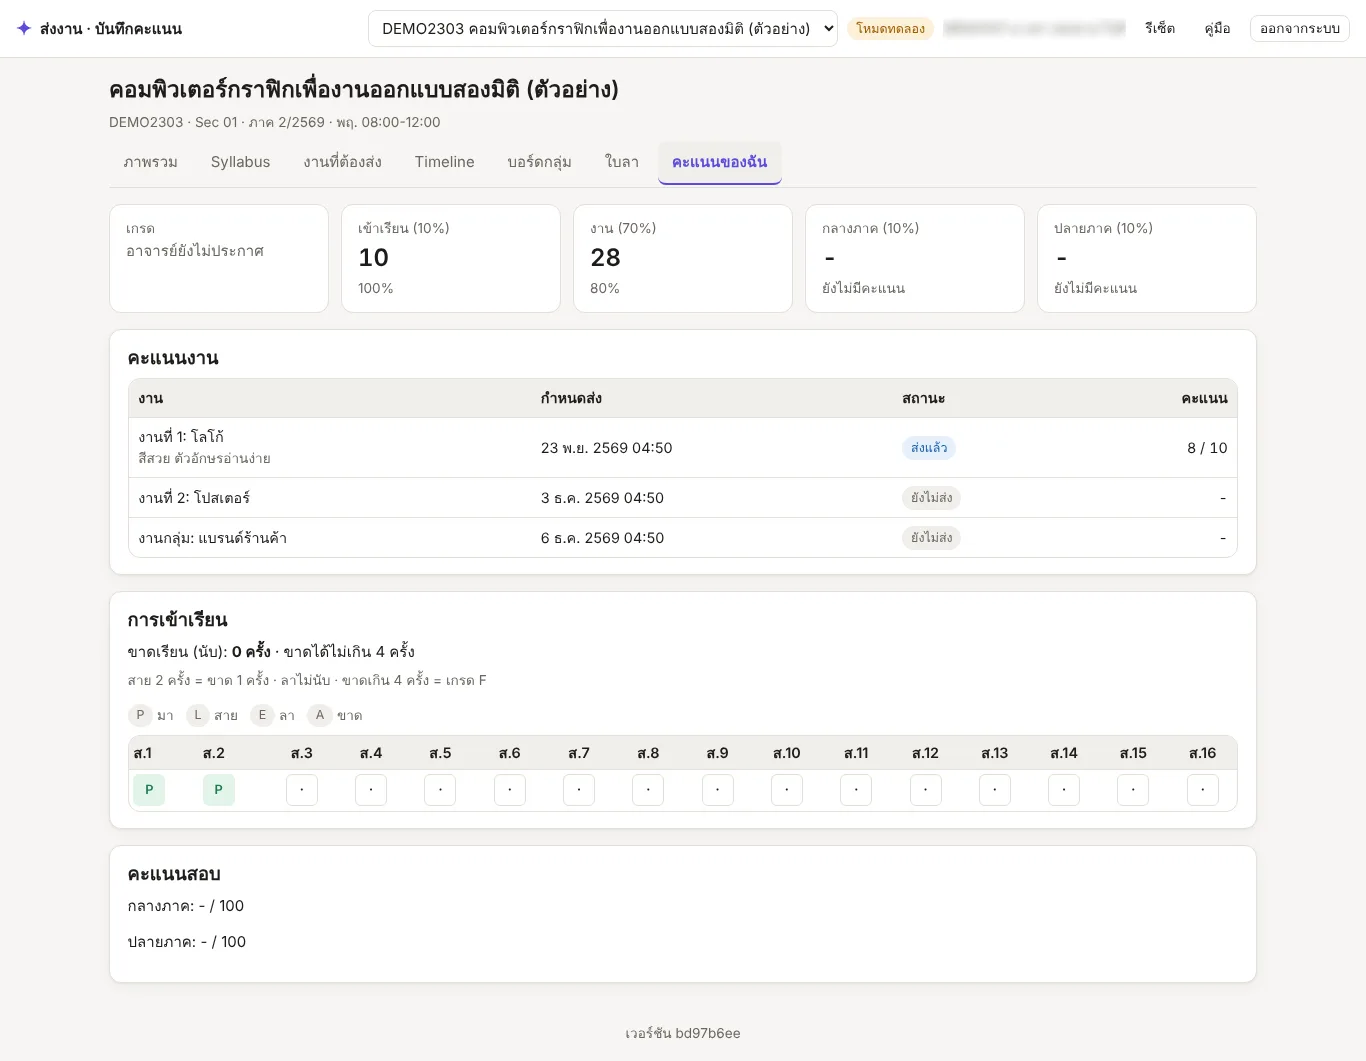 ส่งงาน · บันทึกคะแนน
DEMO2303 คอมพิวเตอร์กราฟิกเพื่องานออกแบบสองมิติ (ตัวอย่าง)
โหมดทดลอง
รีเซ็ต
คู่มือ
ออกจากระบบ
คอมพิวเตอร์กราฟิกเพื่องานออกแบบสองมิติ (ตัวอย่าง)
DEMO2303 · Sec 01 · ภาค 2/2569 · พฤ. 08:00-12:00
ภาพรวม
Syllabus
งานที่ต้องส่ง
Timeline
บอร์ดกลุ่ม
ใบลา
คะแนนของฉัน
เกรด
อาจารย์ยังไม่ประกาศ
เข้าเรียน (10%)
10
100%
งาน (70%)
28
80%
กลางภาค (10%)
-
ยังไม่มีคะแนน
ปลายภาค (10%)
-
ยังไม่มีคะแนน
คะแนนงาน
งาน กำหนดส่ง สถานะ คะแนน
งานที่ 1: โลโก้
สีสวย ตัวอักษรอ่านง่าย
23 พ.ย. 2569 04:50 ส่งแล้ว 8 / 10
งานที่ 2: โปสเตอร์ 3 ธ.ค. 2569 04:50 ยังไม่ส่ง -
งานกลุ่ม: แบรนด์ร้านค้า 6 ธ.ค. 2569 04:50 ยังไม่ส่ง -
การเข้าเรียน
ขาดเรียน (นับ): 0 ครั้ง · ขาดได้ไม่เกิน 4 ครั้ง
สาย 2 ครั้ง = ขาด 1 ครั้ง · ลาไม่นับ · ขาดเกิน 4 ครั้ง = เกรด F
P มา L สาย E ลา A ขาด
ส.1 ส.2 ส.3 ส.4 ส.5 ส.6 ส.7 ส.8 ส.9 ส.10 ส.11 ส.12 ส.13 ส.14 ส.15 ส.16
P P · · · · · · · · · · · · · ·
คะแนนสอบ
กลางภาค: - / 100
ปลายภาค: - / 100
เวอร์ชัน bd97b6ee